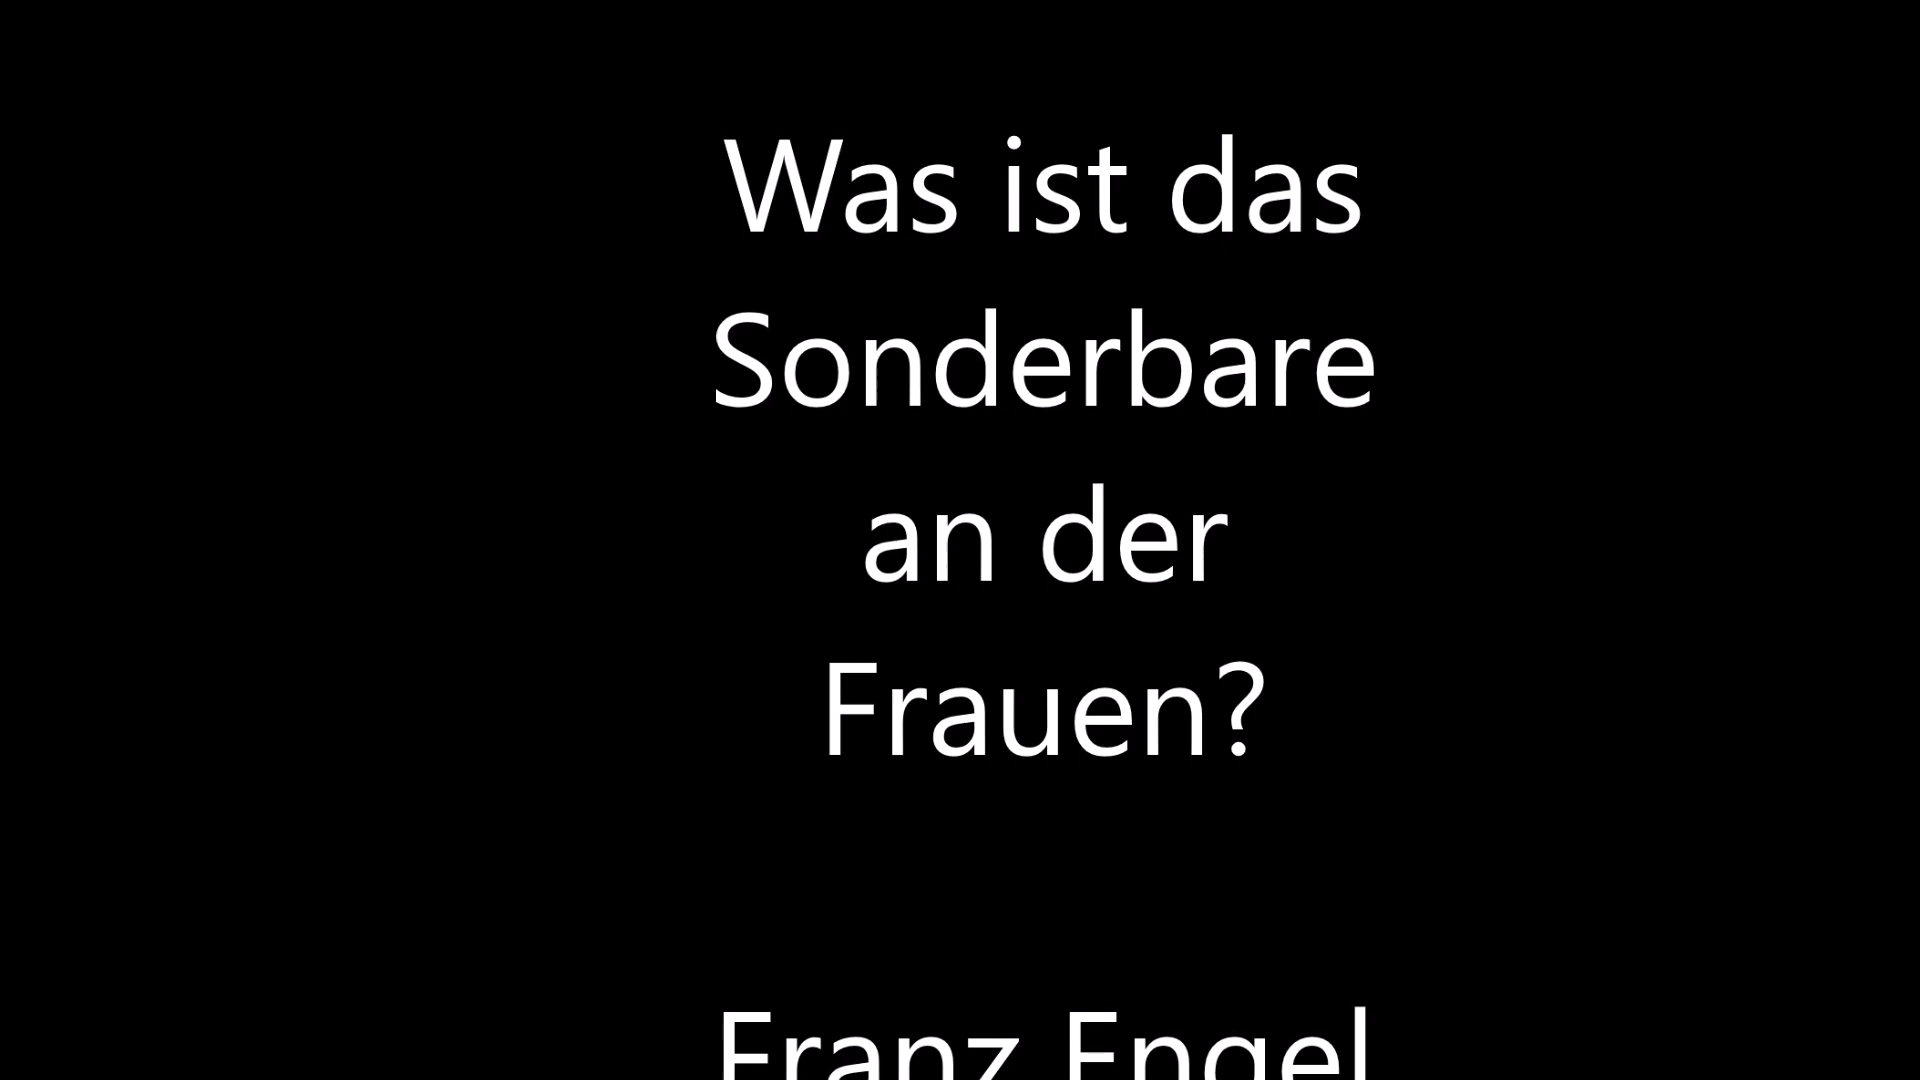 Was ist das
Sonderbare
an der
Frauen?
Franz Engel